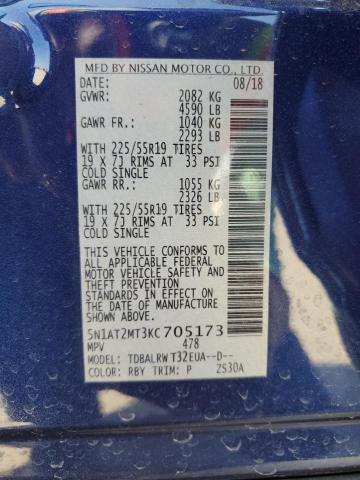 MFD BY NISSAN MOTOR CO., LTD.
DATE: 08/18
GVWR: 2082 KG
4590 LB
GAWR FR.: 1040 KG
2293 LB
WITH 225/55R19 TIRES
19 X 7J RIMS AT 33 PSI
COLD SINGLE
GAWR RR.: 1055 KG
2326 LB
WITH 225/55R19 TIRES
19 X 7J RIMS AT 33 PSI
COLD SINGLE
THIS VEHICLE CONFORMS TO
ALL APPLICABLE FEDERAL
MOTOR VEHICLE SAFETY AND
THEFT PREVENTION
STANDARDS IN EFFECT ON
THE DATE OF MANUFACTURE
SHOWN ABOVE.
5N1AT2MT3KC705173
MPV 478
MODEL: TDBALRWT32EUA--D--
COLOR: RBY TRIM: P ZS30A